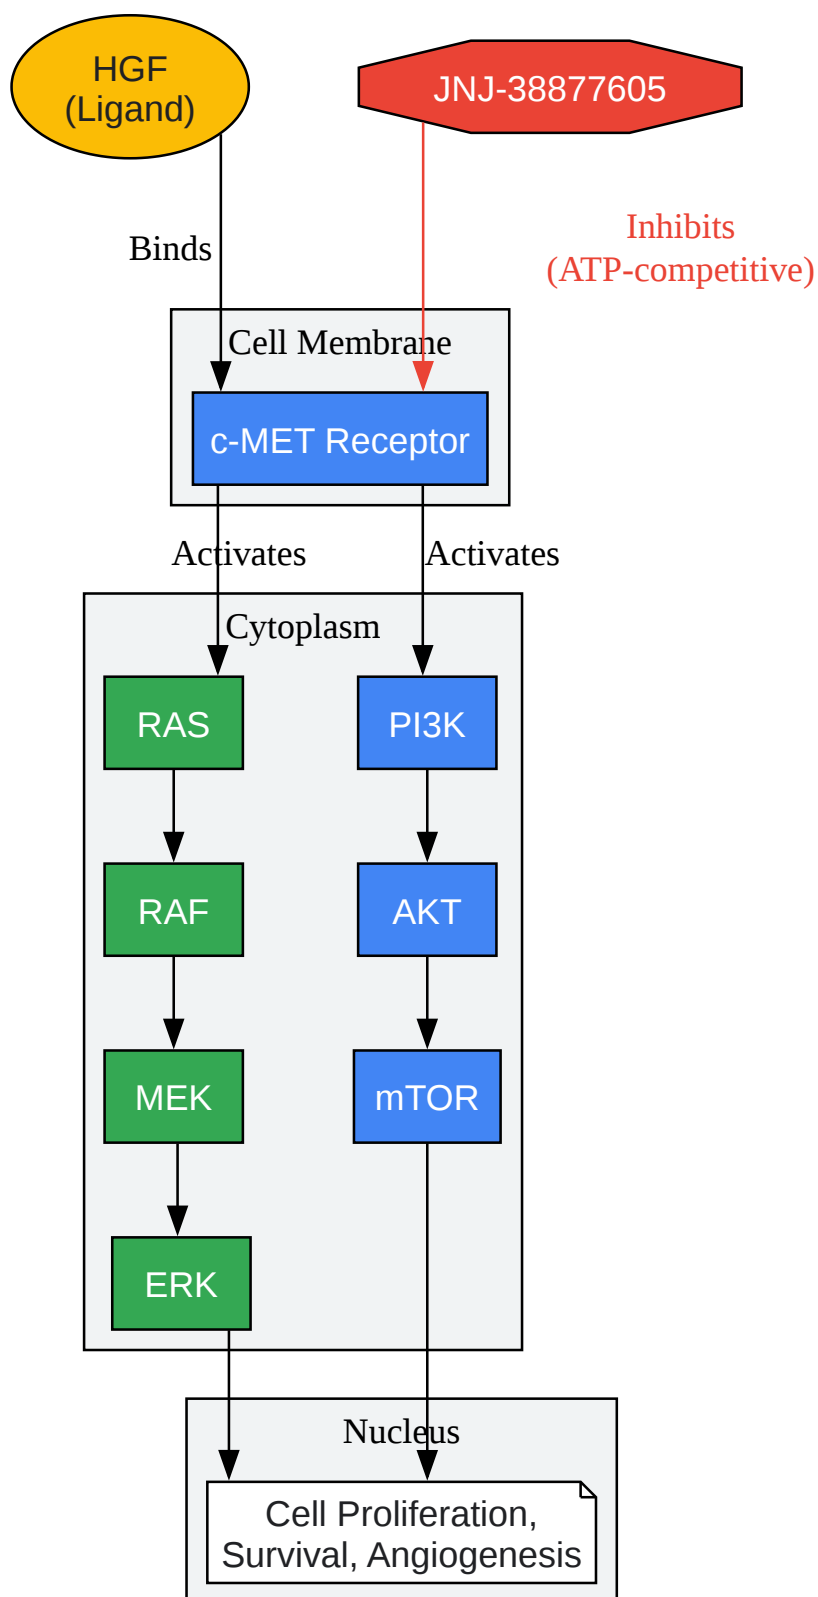 HGF
(Ligand)
JNJ-38877605
Binds
Inhibits
(ATP-competitive)
Cell Membrane
c-MET Receptor
Activates
Activates
Cytoplasm
RAS
PI3K
RAF
AKT
MEK
mTOR
ERK
Nucleus
Cell Proliferation,
Survival, Angiogenesis